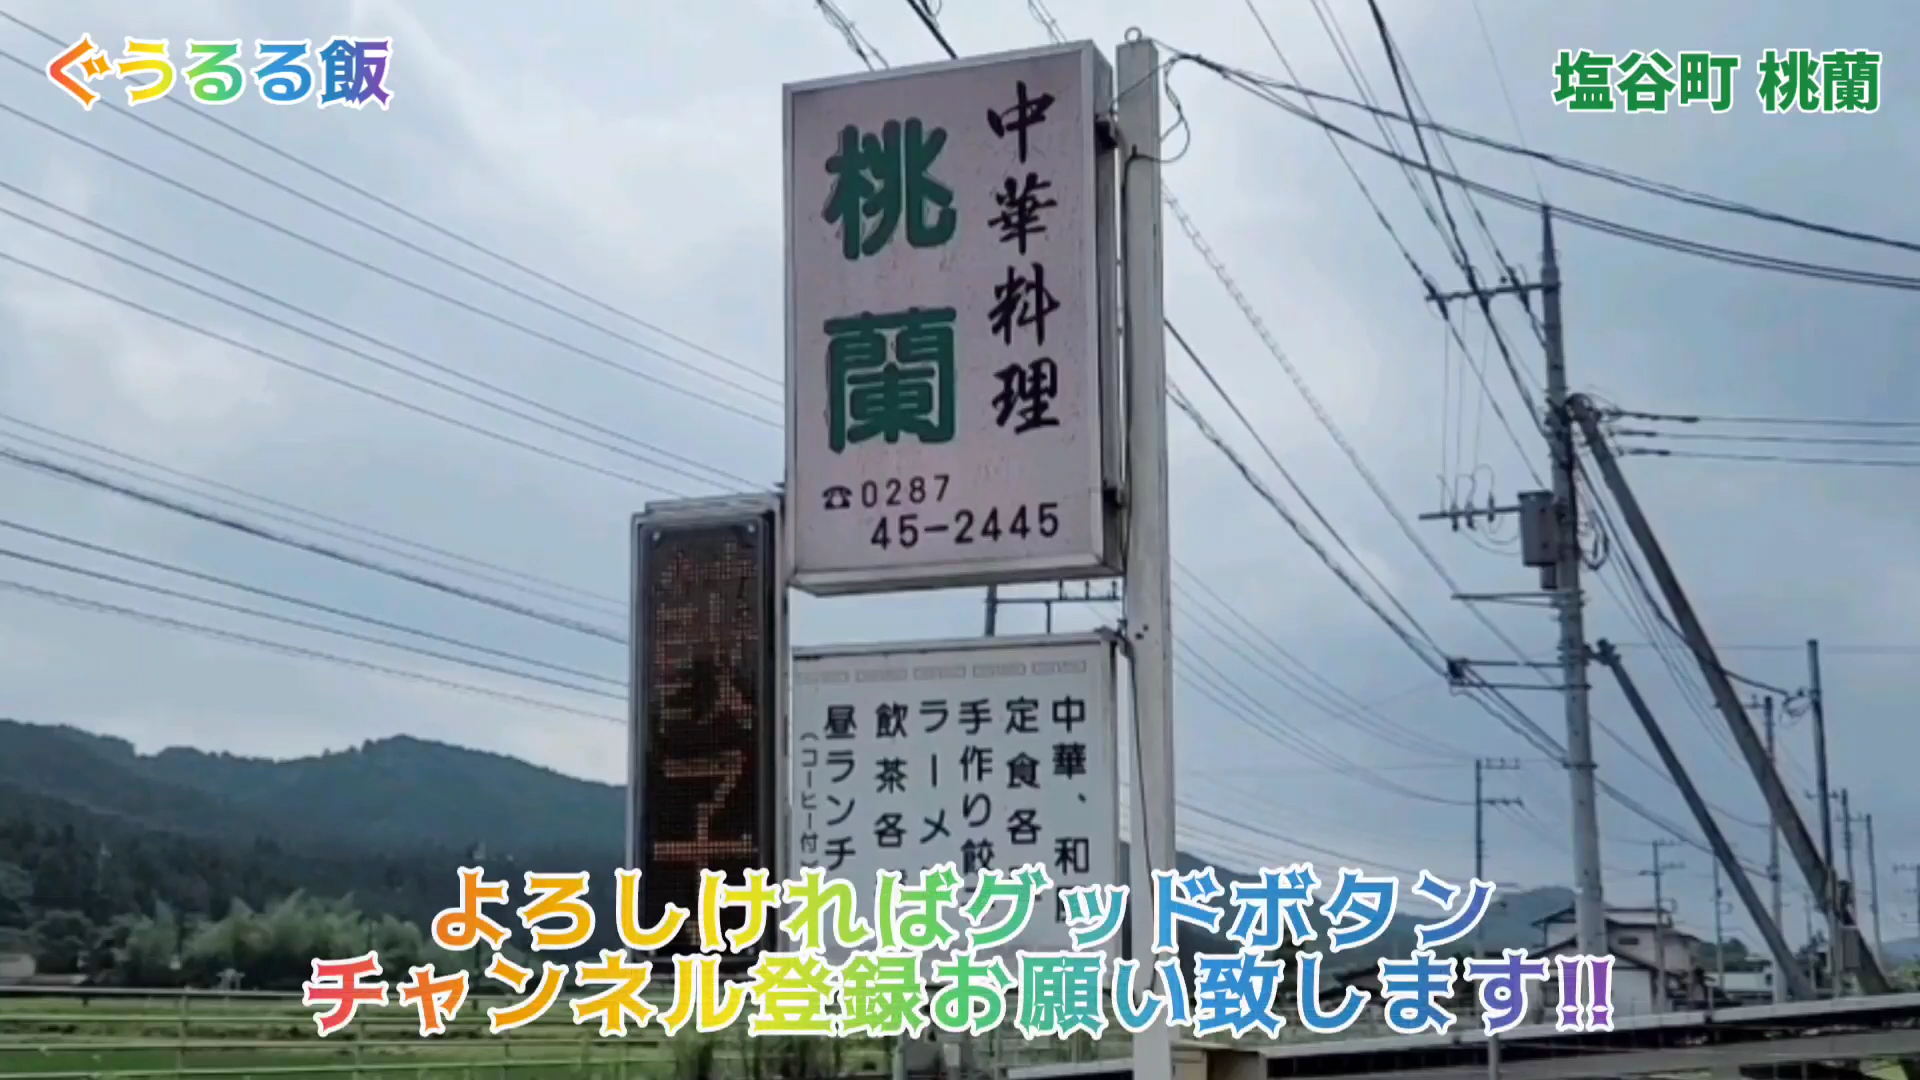 ぐうるる飯
塩谷町 桃蘭
中華料理
桃蘭
☎0287
45-2445
中華、和
定食各
手作り餃
ラーメ
飲茶各
昼ランチ
(コーヒー付)
よろしければグッドボタン
チャンネル登録お願い致します!!